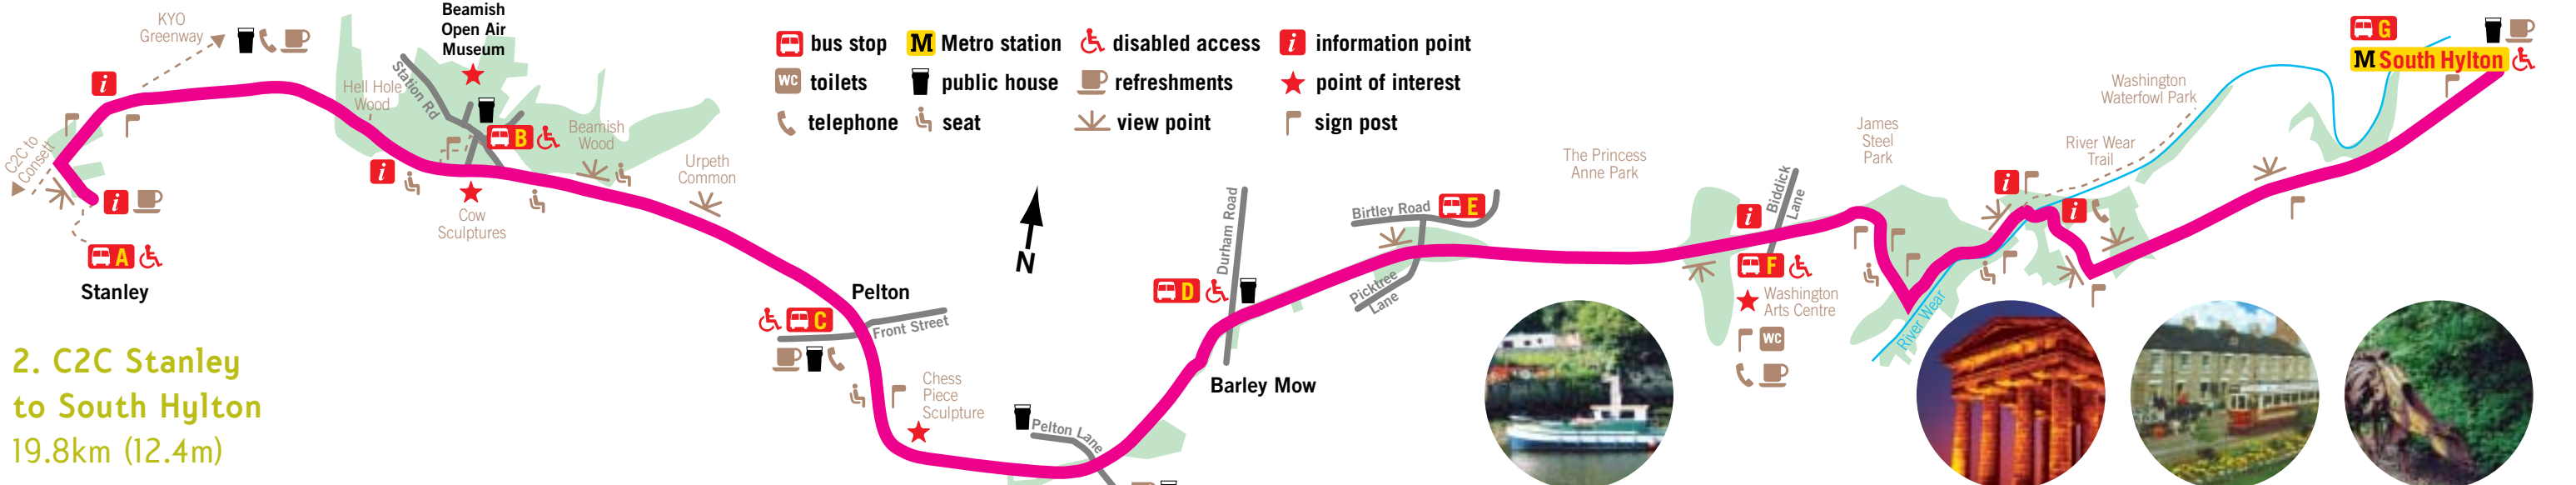 KYO
Greenway
Beamish
Open Air
Museum
Station Rd
Hell Hole
Wood
i
C2C to
Consett
i
A
Stanley
i
B
Beamish
Wood
Cow
Sculptures
Urpeth
Common
bus stop
M Metro station
disabled access
i information point
WC toilets
public house
refreshments
point of interest
telephone
seat
view point
sign post
N
Pelton
C
Front Street
Chess
Piece
Sculpture
Pelton Lane
Durham Road
D
Barley Mow
Birtley Road
E
Picktree
Lane
The Princess
Anne Park
i
Biddick
Lane
F
Washington
Arts Centre
WC
James
Steel
Park
River Wear
i
River Wear
Trail
i
Washington
Waterfowl Park
G
M South Hylton
2. C2C Stanley
to South Hylton
19.8km (12.4m)